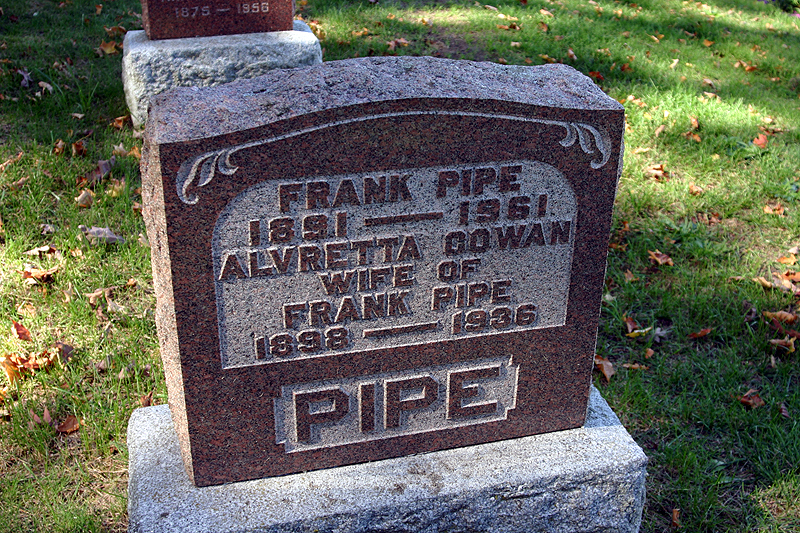 1875 — 1956
FRANK PIPE
1891 — 1961
ALVRETTA COWAN
WIFE OF
FRANK PIPE
1898 — 1936
PIPE